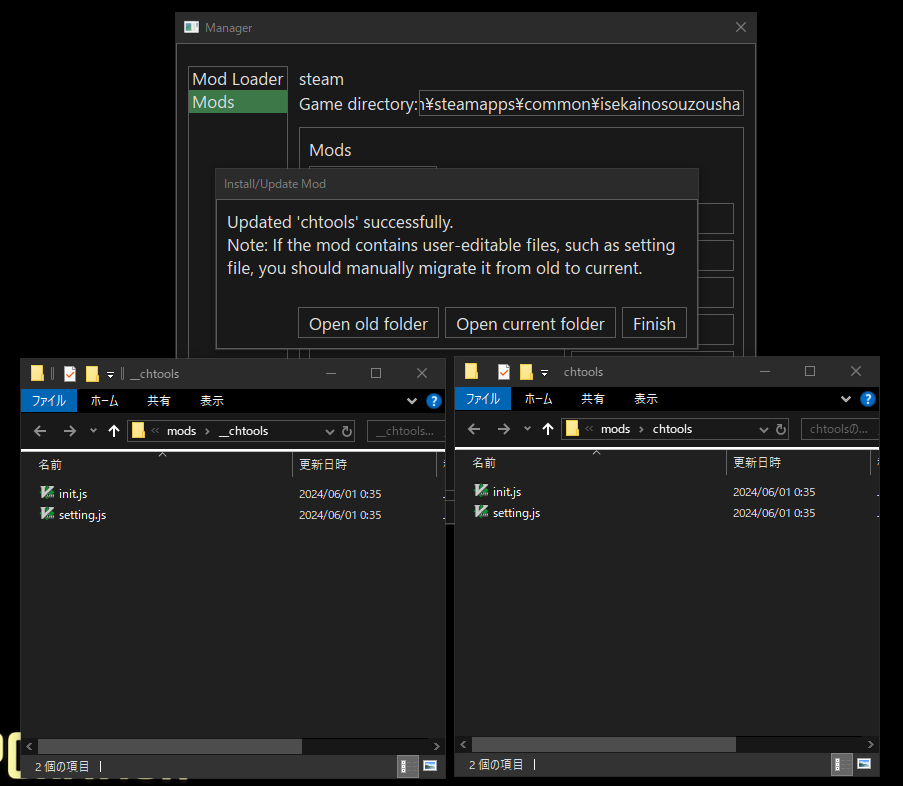 Manager
Mod Loader
Mods
steam
Game directory:
¥steamapps¥common¥isekainosouzousha
Mods
Install/Update Mod
Updated 'chtools' successfully.
Note: If the mod contains user-editable files, such as setting
file, you should manually migrate it from old to current.
Open old folder
Open current folder
Finish
__chtools
ファイル
ホーム
共有
表示
mods
__chtools
__chtools...
名前
更新日時
init.js
2024/06/01 0:35
setting.js
2024/06/01 0:35
2 個の項目
chtools
ファイル
ホーム
共有
表示
mods
chtools
chtoolsの...
名前
更新日時
init.js
2024/06/01 0:35
setting.js
2024/06/01 0:35
2 個の項目